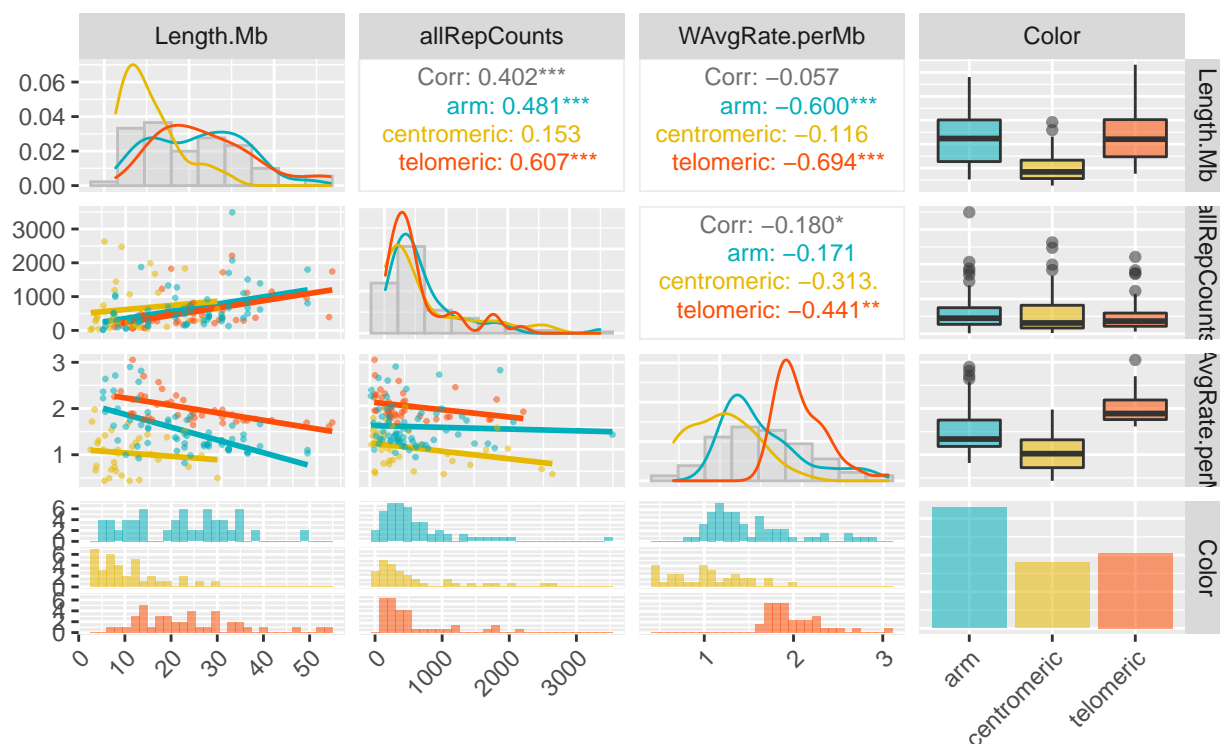 Length.Mb allRepCounts WAvgRate.perMb Color
0.06
0.04
0.02
0.00
Corr: 0.402***
arm: 0.481***
centromeric: 0.153
telomeric: 0.607***
Corr: −0.057
arm: −0.600***
centromeric: −0.116
telomeric: −0.694***
Length.Mb
3000
2000
1000
0
Corr: −0.180*
arm: −0.171
centromeric: −0.313.
telomeric: −0.441**
allRepCounts
3
2
1
AvgRate.perM
6
4
2
0
6
4
2
0
6
4
2
0
Color
0 10 20 30 40 50
0 1000 2000 3000
1 2 3
arm centromeric telomeric